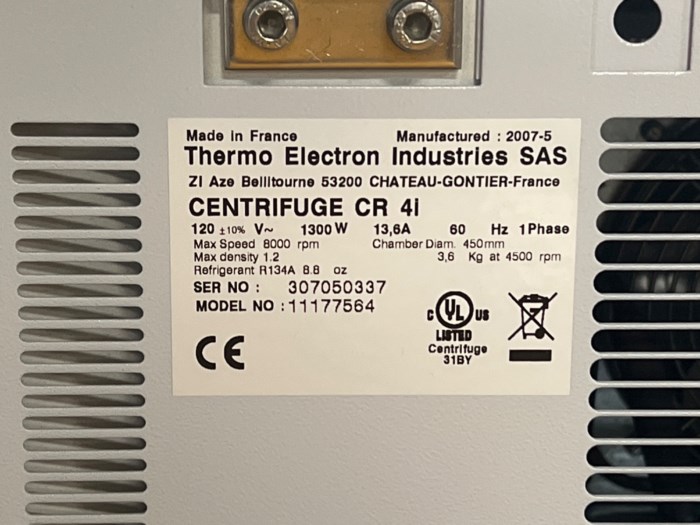 Made in France Manufactured : 2007-5
Thermo Electron Industries SAS
ZI Aze Bellitourne 53200 CHATEAU-GONTIER-France
CENTRIFUGE CR 4i
120 ±10% V~ 1300 W 13,6A 60 Hz 1 Phase
Max Speed 8000 rpm Chamber Diam. 450mm
Max density 1.2 3,6 Kg at 4500 rpm
Refrigerant R134A 8.8 oz
SER NO : 307050337
MODEL NO : 11177564
C UL US
LISTED
Centrifuge
31BY
CE